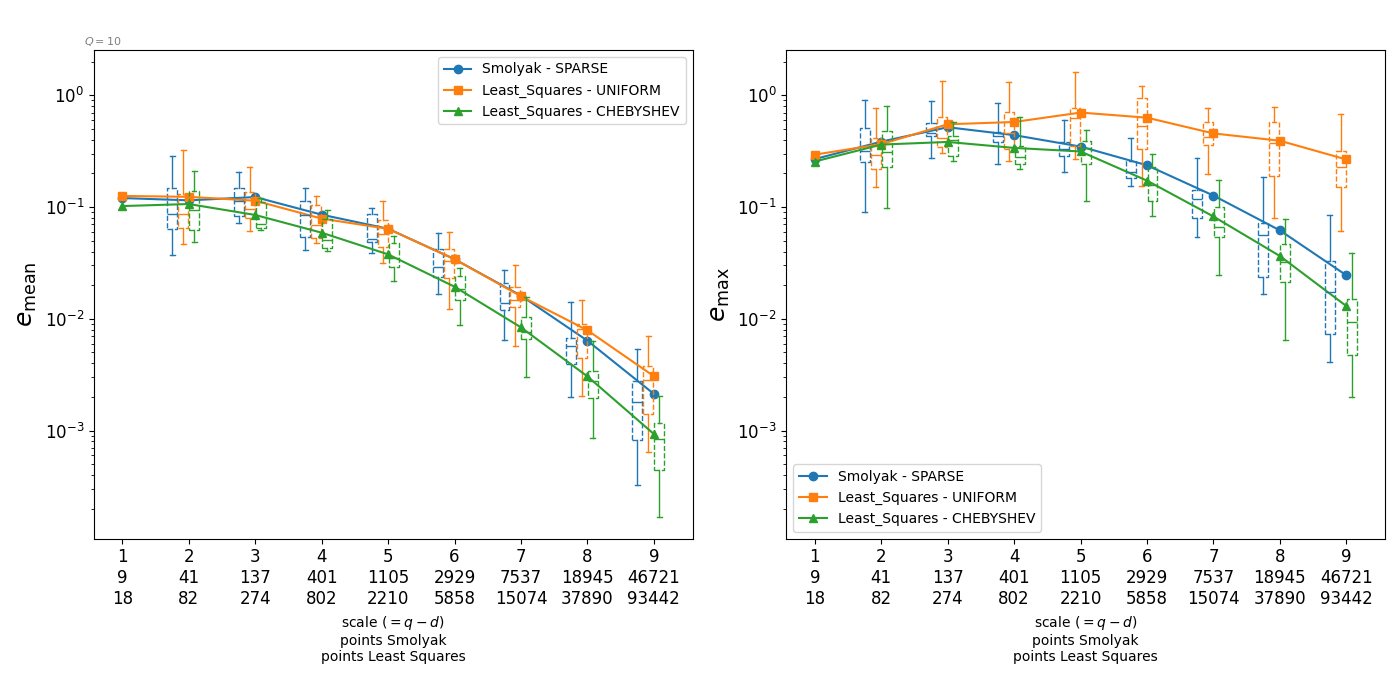 Q = 10
Smolyak - SPARSE
Least_Squares - UNIFORM
Least_Squares - CHEBYSHEV
10⁰
10⁻¹
10⁻²
10⁻³
e_mean
1 2 3 4 5 6 7 8 9
9 41 137 401 1105 2929 7537 18945 46721
18 82 274 802 2210 5858 15074 37890 93442
scale (= q − d)
points Smolyak
points Least Squares
10⁰
10⁻¹
10⁻²
10⁻³
e_max
Smolyak - SPARSE
Least_Squares - UNIFORM
Least_Squares - CHEBYSHEV
1 2 3 4 5 6 7 8 9
9 41 137 401 1105 2929 7537 18945 46721
18 82 274 802 2210 5858 15074 37890 93442
scale (= q − d)
points Smolyak
points Least Squares